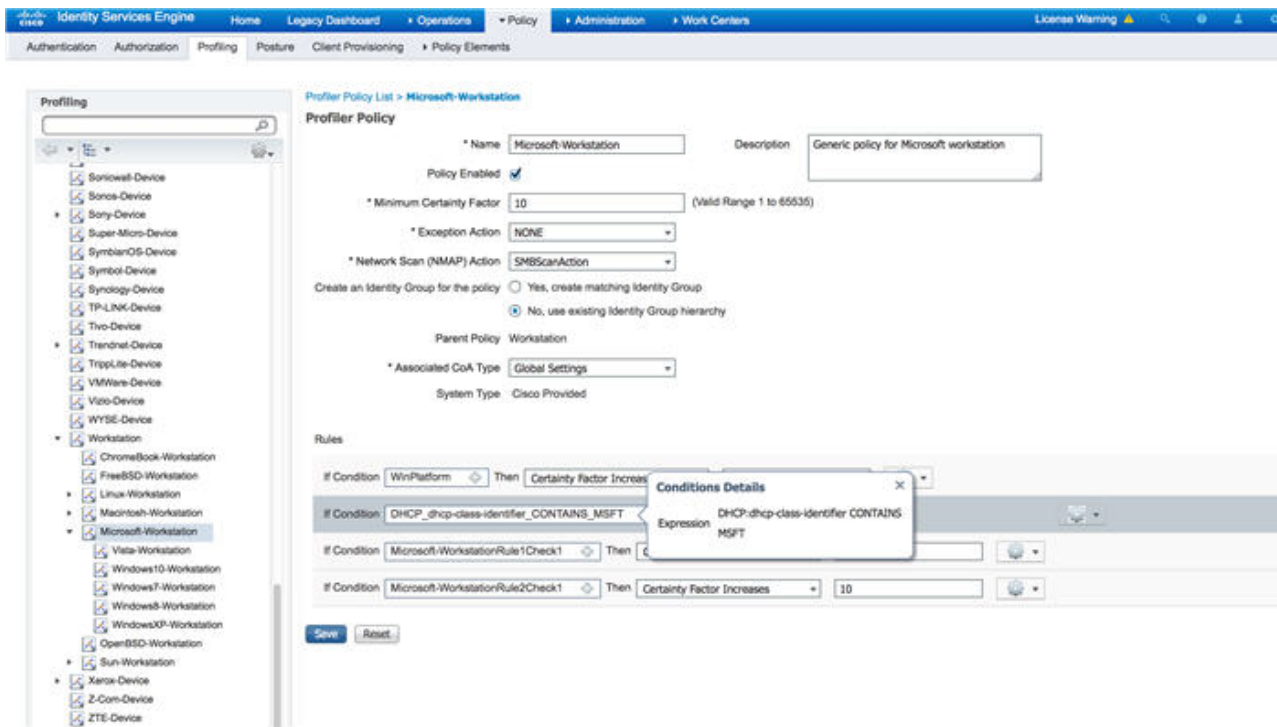 cisco Identity Services Engine Home Legacy Dashboard Operations Policy Administration Work Centers License Warning
Authentication Authorization Profiling Posture Client Provisioning Policy Elements
Profiling
Soniowall-Device
Sonos-Device
Sony-Device
Super-Micro-Device
SymbianOS-Device
Symbol-Device
Synology-Device
TP-LINK-Device
Tivo-Device
Trendnet-Device
TrippLite-Device
VMWare-Device
Vizio-Device
WYSE-Device
Workstation
ChromeBook-Workstation
FreeBSD-Workstation
Linux-Workstation
Macintosh-Workstation
Microsoft-Workstation
Vista-Workstation
Windows10-Workstation
Windows7-Workstation
Windows8-Workstation
WindowsXP-Workstation
OpenBSD-Workstation
Sun-Workstation
Xerox-Device
Z-Com-Device
ZTE-Device
Profiler Policy List > Microsoft-Workstation
Profiler Policy
* Name Microsoft-Workstation Description Generic policy for Microsoft workstation
Policy Enabled
* Minimum Certainty Factor 10 (Valid Range 1 to 65535)
* Exception Action NONE
* Network Scan (NMAP) Action SMBScanAction
Create an Identity Group for the policy Yes, create matching Identity Group
No, use existing Identity Group hierarchy
Parent Policy Workstation
* Associated CoA Type Global Settings
System Type Cisco Provided
Rules
If Condition WinPlatform Then Certainty Factor Increas
If Condition DHCP_dhcp-class-identifier_CONTAINS_MSFT
Conditions Details
Expression DHCP:dhcp-class-identifier CONTAINS
MSFT
If Condition Microsoft-WorkstationRule1Check1 Then
If Condition Microsoft-WorkstationRule2Check1 Then Certainty Factor Increases 10
Save Reset